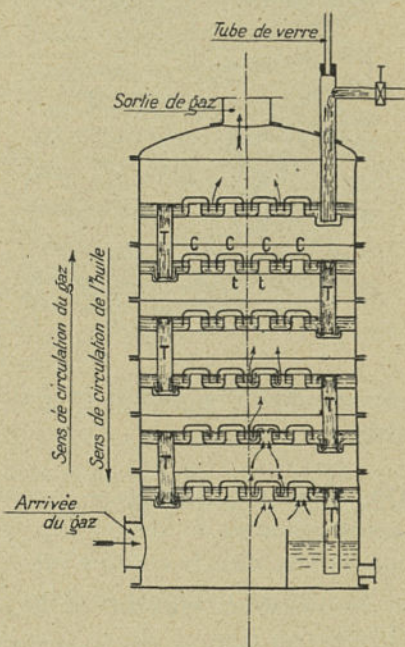 Tube de verre
Sortie de gaz
T
C C C C
t t
T
T
T
T
T
Sens de circulation du gaz
Sens de circulation de l'huile
Arrivée
du gaz